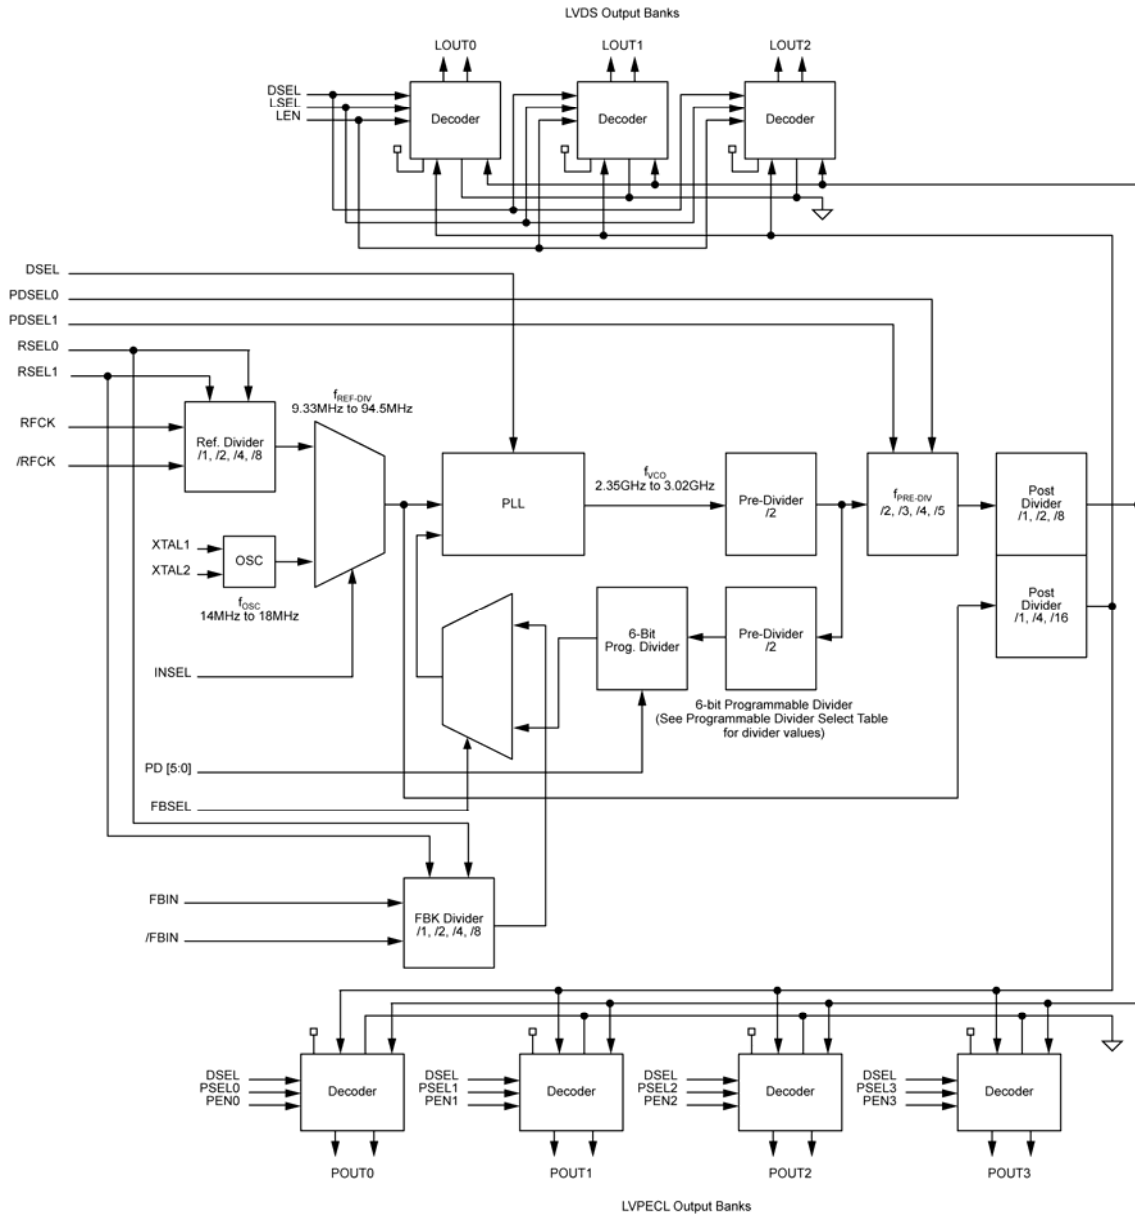 LVDS Output Banks
LOUT0
LOUT1
LOUT2
DSEL
LSEL
LEN
Decoder
Decoder
Decoder
DSEL
PDSEL0
PDSEL1
RSEL0
RSEL1
RFCK
/RFCK
Ref. Divider
/1, /2, /4, /8
fREF-DIV
9.33MHz to 94.5MHz
PLL
fVCO
2.35GHz to 3.02GHz
Pre-Divider
/2
fPRE-DIV
/2, /3, /4, /5
Post
Divider
/1, /2, /8
XTAL1
XTAL2
OSC
fOSC
14MHz to 18MHz
6-Bit
Prog. Divider
Pre-Divider
/2
Post
Divider
/1, /4, /16
INSEL
6-bit Programmable Divider
(See Programmable Divider Select Table
for divider values)
PD [5:0]
FBSEL
FBIN
/FBIN
FBK Divider
/1, /2, /4, /8
DSEL
PSEL0
PEN0
Decoder
DSEL
PSEL1
PEN1
Decoder
DSEL
PSEL2
PEN2
Decoder
DSEL
PSEL3
PEN3
Decoder
POUT0
POUT1
POUT2
POUT3
LVPECL Output Banks